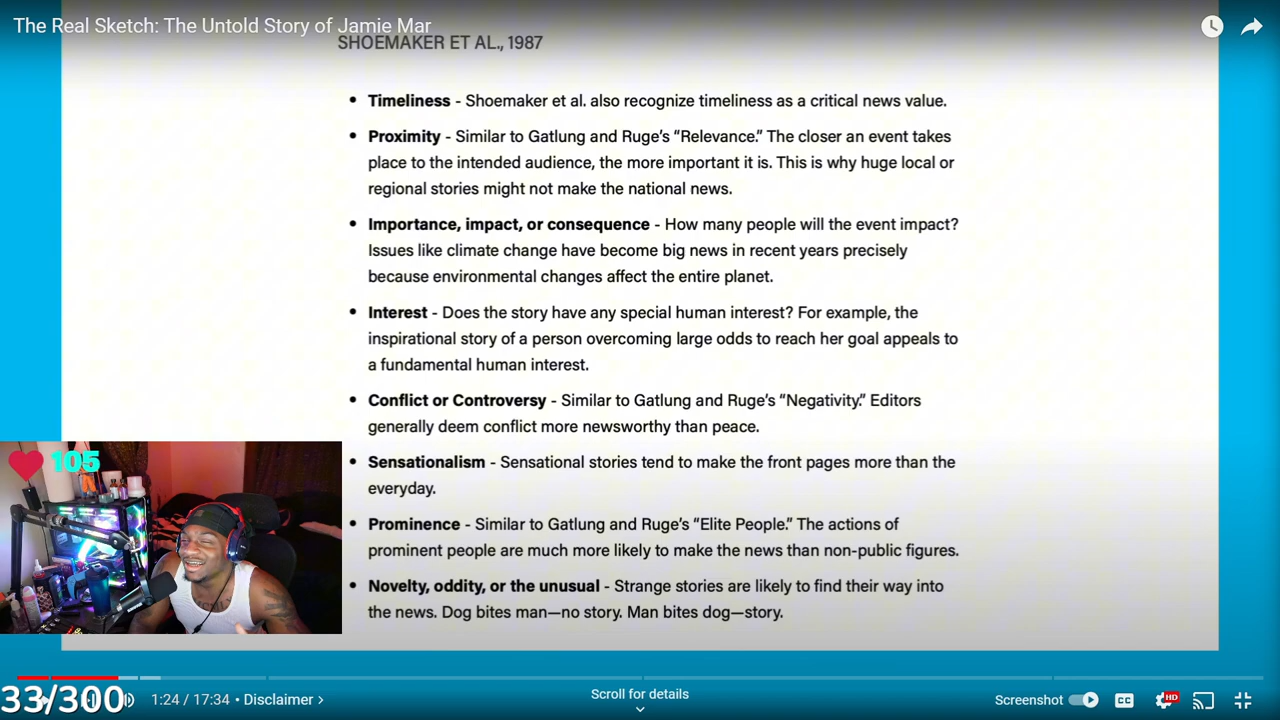 The Real Sketch: The Untold Story of Jamie Mar
SHOEMAKER ET AL., 1987
• Timeliness - Shoemaker et al. also recognize timeliness as a critical news value.
• Proximity - Similar to Gatlung and Ruge's “Relevance.” The closer an event takes
place to the intended audience, the more important it is. This is why huge local or
regional stories might not make the national news.
• Importance, impact, or consequence - How many people will the event impact?
Issues like climate change have become big news in recent years precisely
because environmental changes affect the entire planet.
• Interest - Does the story have any special human interest? For example, the
inspirational story of a person overcoming large odds to reach her goal appeals to
a fundamental human interest.
• Conflict or Controversy - Similar to Gatlung and Ruge's “Negativity.” Editors
generally deem conflict more newsworthy than peace.
• Sensationalism - Sensational stories tend to make the front pages more than the
everyday.
• Prominence - Similar to Gatlung and Ruge's “Elite People.” The actions of
prominent people are much more likely to make the news than non-public figures.
• Novelty, oddity, or the unusual - Strange stories are likely to find their way into
the news. Dog bites man—no story. Man bites dog—story.
105
33/300
1:24 / 17:34 • Disclaimer >
Scroll for details
Screenshot
CC
HD